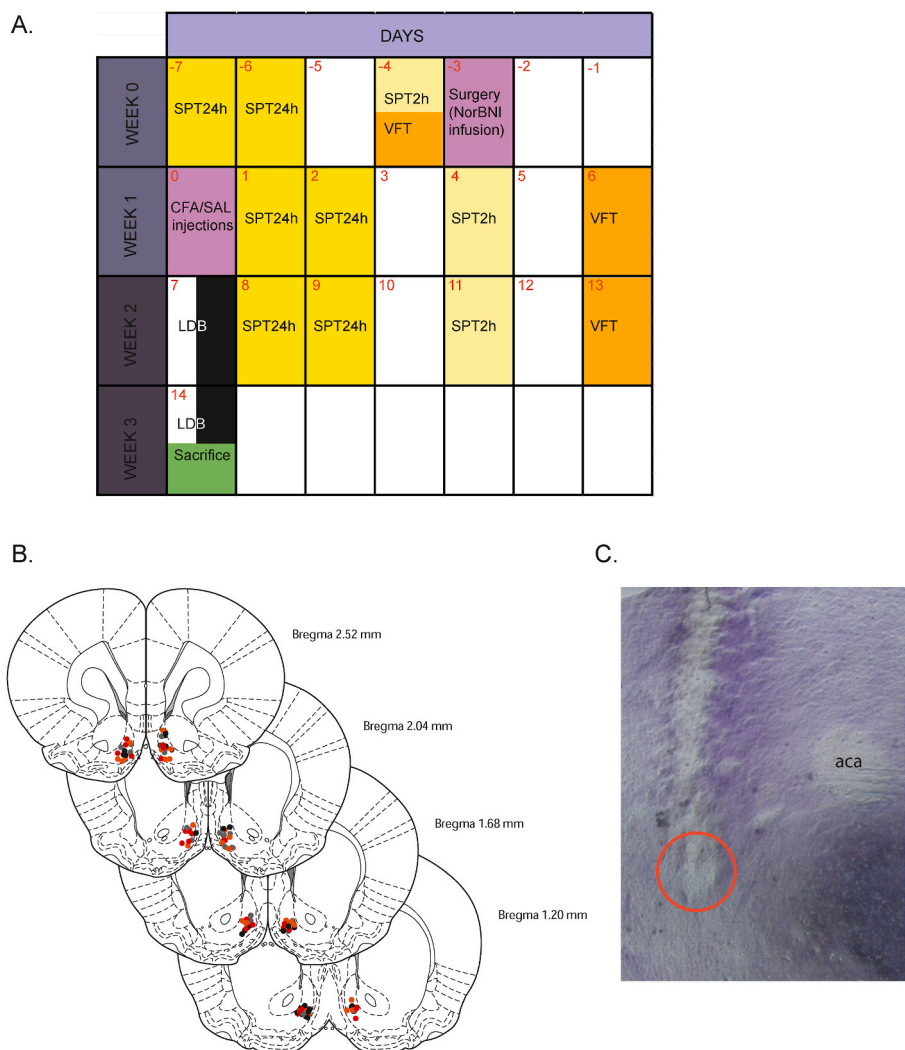 A.
DAYS
WEEK 0
-7
-6
-5
-4
-3
-2
-1
SPT24h
SPT24h
SPT2h
VFT
Surgery
(NorBNI
infusion)
WEEK 1
0
1
2
3
4
5
6
CFA/SAL
injections
SPT24h
SPT24h
SPT2h
VFT
WEEK 2
7
8
9
10
11
12
13
LDB
SPT24h
SPT24h
SPT2h
VFT
WEEK 3
14
LDB
Sacrifice
B.
Bregma 2.52 mm
Bregma 2.04 mm
Bregma 1.68 mm
Bregma 1.20 mm
C.
aca